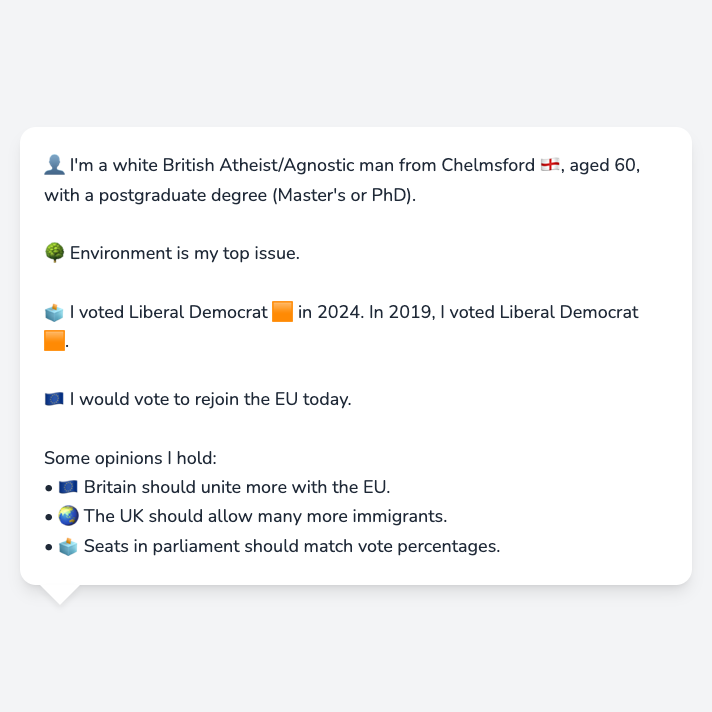 👤 I'm a white British Atheist/Agnostic man from Chelmsford 🏴󠁧󠁢󠁥󠁮󠁧󠁿, aged 60,
with a postgraduate degree (Master's or PhD).
🌳 Environment is my top issue.
🗳️ I voted Liberal Democrat 🟧 in 2024. In 2019, I voted Liberal Democrat
🟧.
🇪🇺 I would vote to rejoin the EU today.
Some opinions I hold:
• 🇪🇺 Britain should unite more with the EU.
• 🌏 The UK should allow many more immigrants.
• 🗳️ Seats in parliament should match vote percentages.